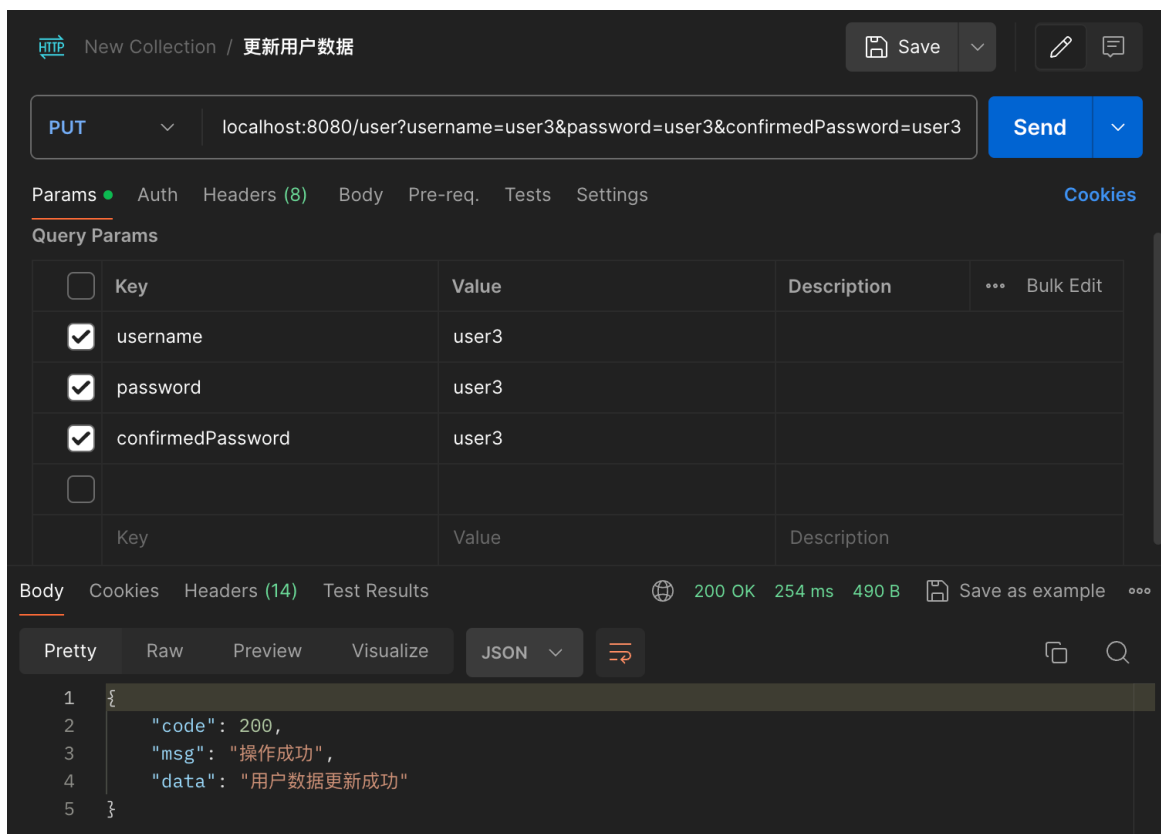 HTTP New Collection / 更新用户数据 Save
PUT localhost:8080/user?username=user3&password=user3&confirmedPassword=user3 Send
Params Auth Headers (8) Body Pre-req. Tests Settings Cookies
Query Params
Key Value Description Bulk Edit
username user3
password user3
confirmedPassword user3
Key Value Description
Body Cookies Headers (14) Test Results 200 OK 254 ms 490 B Save as example
Pretty Raw Preview Visualize JSON
1 {
2 "code": 200,
3 "msg": "操作成功",
4 "data": "用户数据更新成功"
5 }